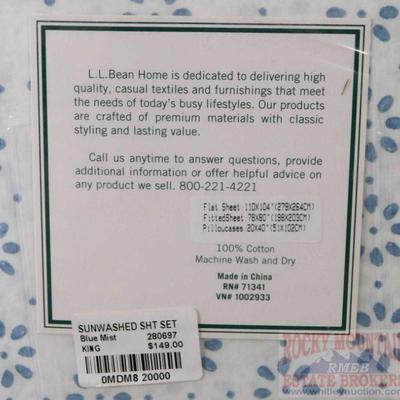 L.L.Bean Home is dedicated to delivering high
quality, casual textiles and furnishings that meet
the needs of today's busy lifestyles. Our products
are crafted of premium materials with classic
styling and lasting value.
Call us anytime to answer questions, provide
additional information or offer helpful advice on
any product we sell. 800-221-4221
Flat Sheet:110X104"(279X264CM)
FittedSheet:78X80"(198X203CM)
Pillowcases 20X40"(51X102CM)
100% Cotton
Machine Wash and Dry
Made in China
RN# 71341
VN# 1002933
SUNWASHED SHT SET
Blue Mist 280697
KING $149.00
0MDM8 20000
ROCKY MOUNTAIN
RMEB
ESTATE BROKERS
www.whitleyauction.com